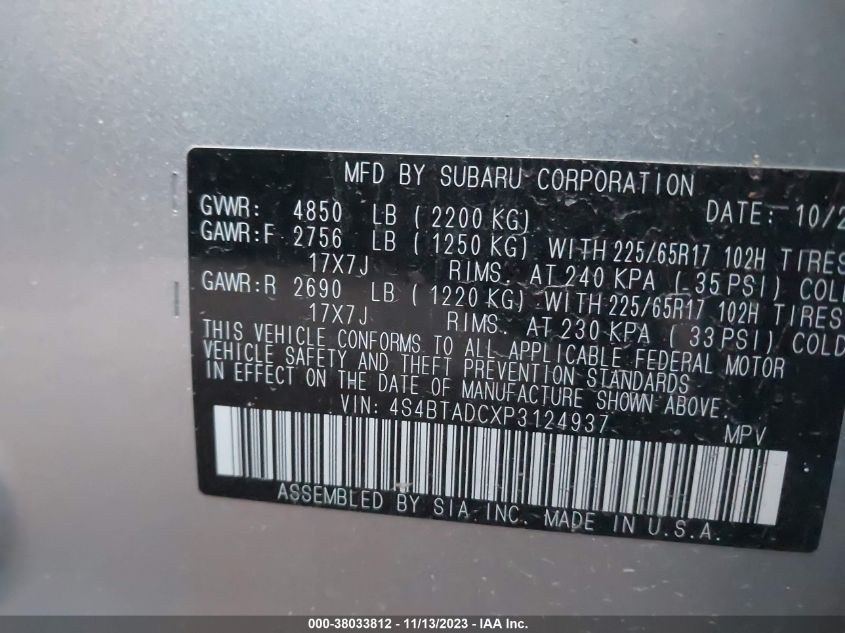 MFD BY SUBARU CORPORATION
GVWR: 4850 LB ( 2200 KG) DATE: 10/2
GAWR:F 2756 LB ( 1250 KG) WITH 225/65R17 102H TIRES
17X7J RIMS. AT 240 KPA ( 35 PSI) COLD
GAWR:R 2690 LB ( 1220 KG) WITH 225/65R17 102H TIRES
17X7J RIMS. AT 230 KPA ( 33 PSI) COLD
THIS VEHICLE CONFORMS TO ALL APPLICABLE FEDERAL MOTOR
VEHICLE SAFETY AND THEFT PREVENTION STANDARDS
IN EFFECT ON THE DATE OF MANUFACTURE SHOWN ABOVE.
VIN: 4S4BTADCXP3124937 MPV
ASSEMBLED BY SIA INC. MADE IN U.S.A.
000-38033812 - 11/13/2023 - IAAI Inc.